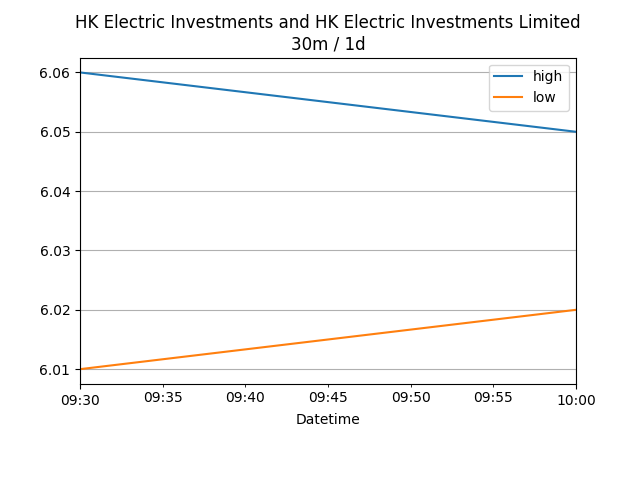 HK Electric Investments and HK Electric Investments Limited
30m / 1d
high
low
6.06
6.05
6.04
6.03
6.02
6.01
09:30 09:35 09:40 09:45 09:50 09:55 10:00
Datetime